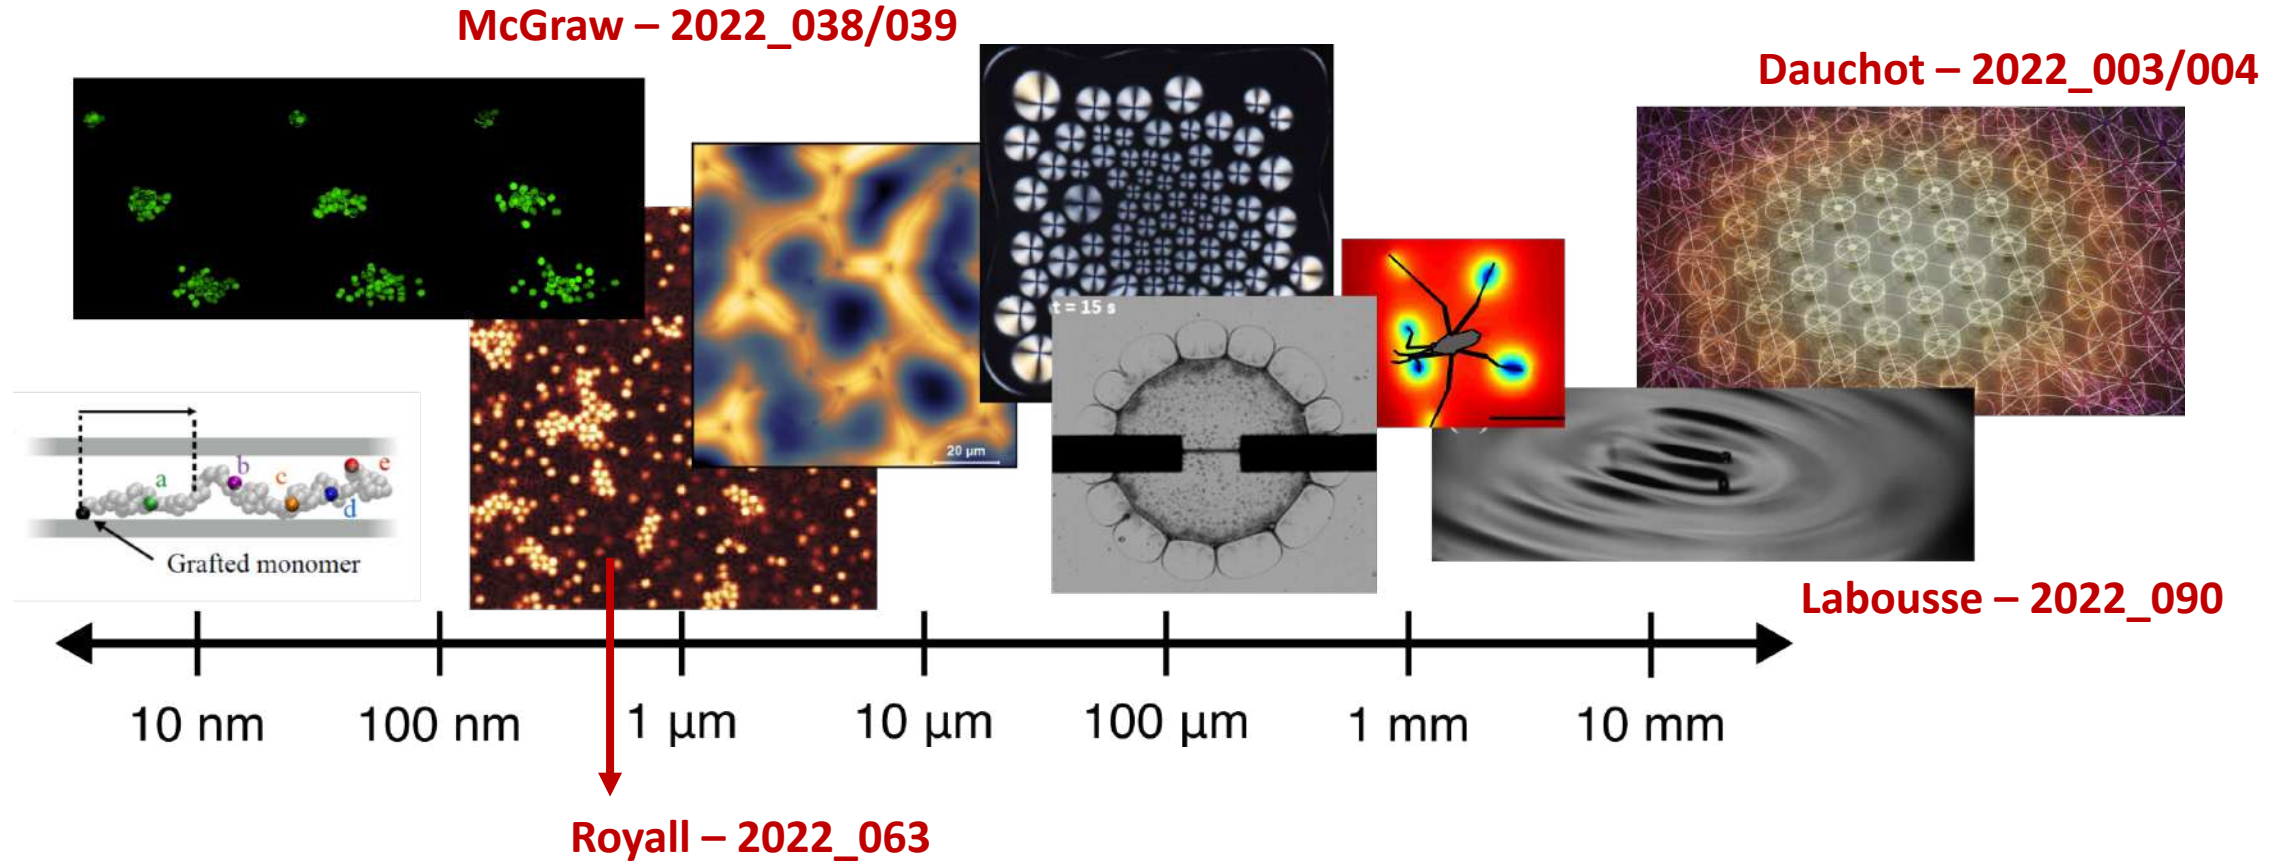 McGraw – 2022_038/039
Dauchot – 2022_003/004
t = 15 s
20 µm
a
b
c
d
e
Grafted monomer
Labousse – 2022_090
10 nm
100 nm
1 µm
10 µm
100 µm
1 mm
10 mm
Royall – 2022_063